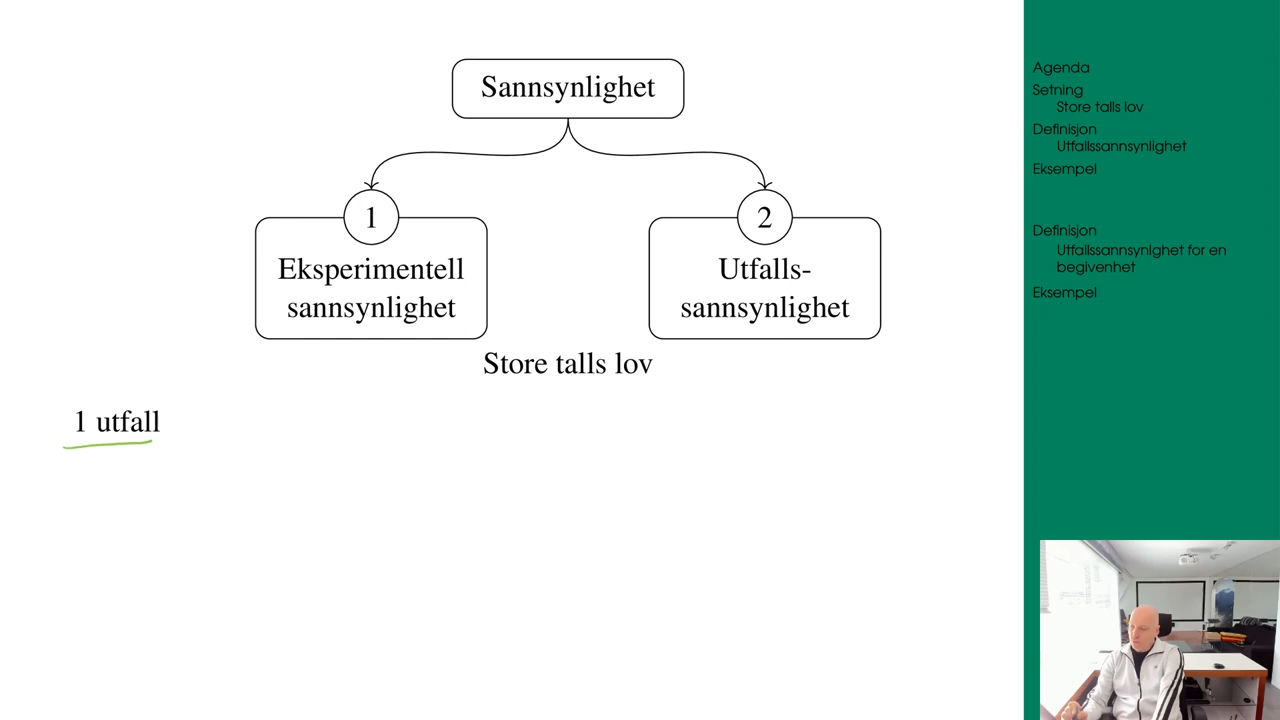 Sannsynlighet
1
2
Eksperimentell
sannsynlighet
Utfalls-
sannsynlighet
Store talls lov
1 utfall
Agenda
Setning
Store talls lov
Definisjon
Utfallssannsynlighet
Eksempel
Definisjon
Utfallssannsynlghet for en
begivenhet
Eksempel